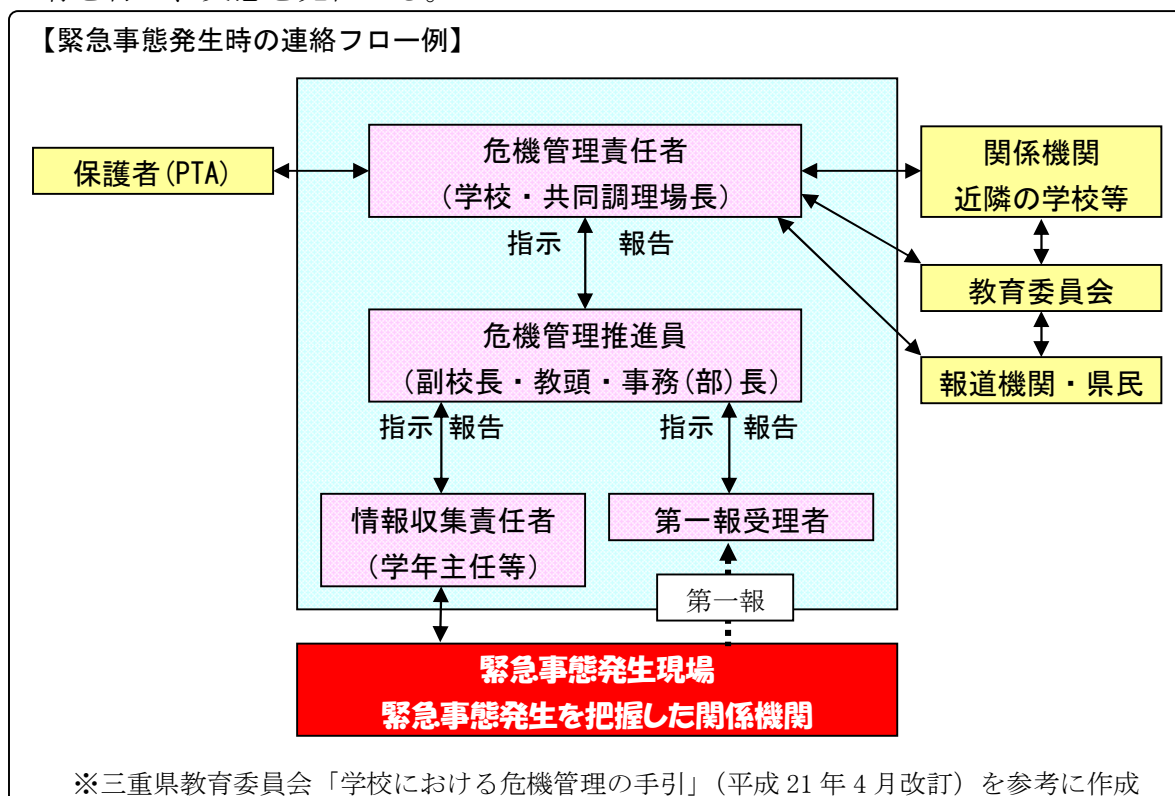 【緊急事態発生時の連絡フロー例】
危機管理責任者
(学校・共同調理場長)
保護者(PTA)
関係機関
近隣の学校等
指示 報告
教育委員会
危機管理推進員
(副校長・教頭・事務(部)長)
報道機関・県民
指示 報告
指示 報告
情報収集責任者
(学年主任等)
第一報受理者
第一報
緊急事態発生現場
緊急事態発生を把握した関係機関
※三重県教育委員会「学校における危機管理の手引」(平成 21 年 4 月改訂)を参考に作成